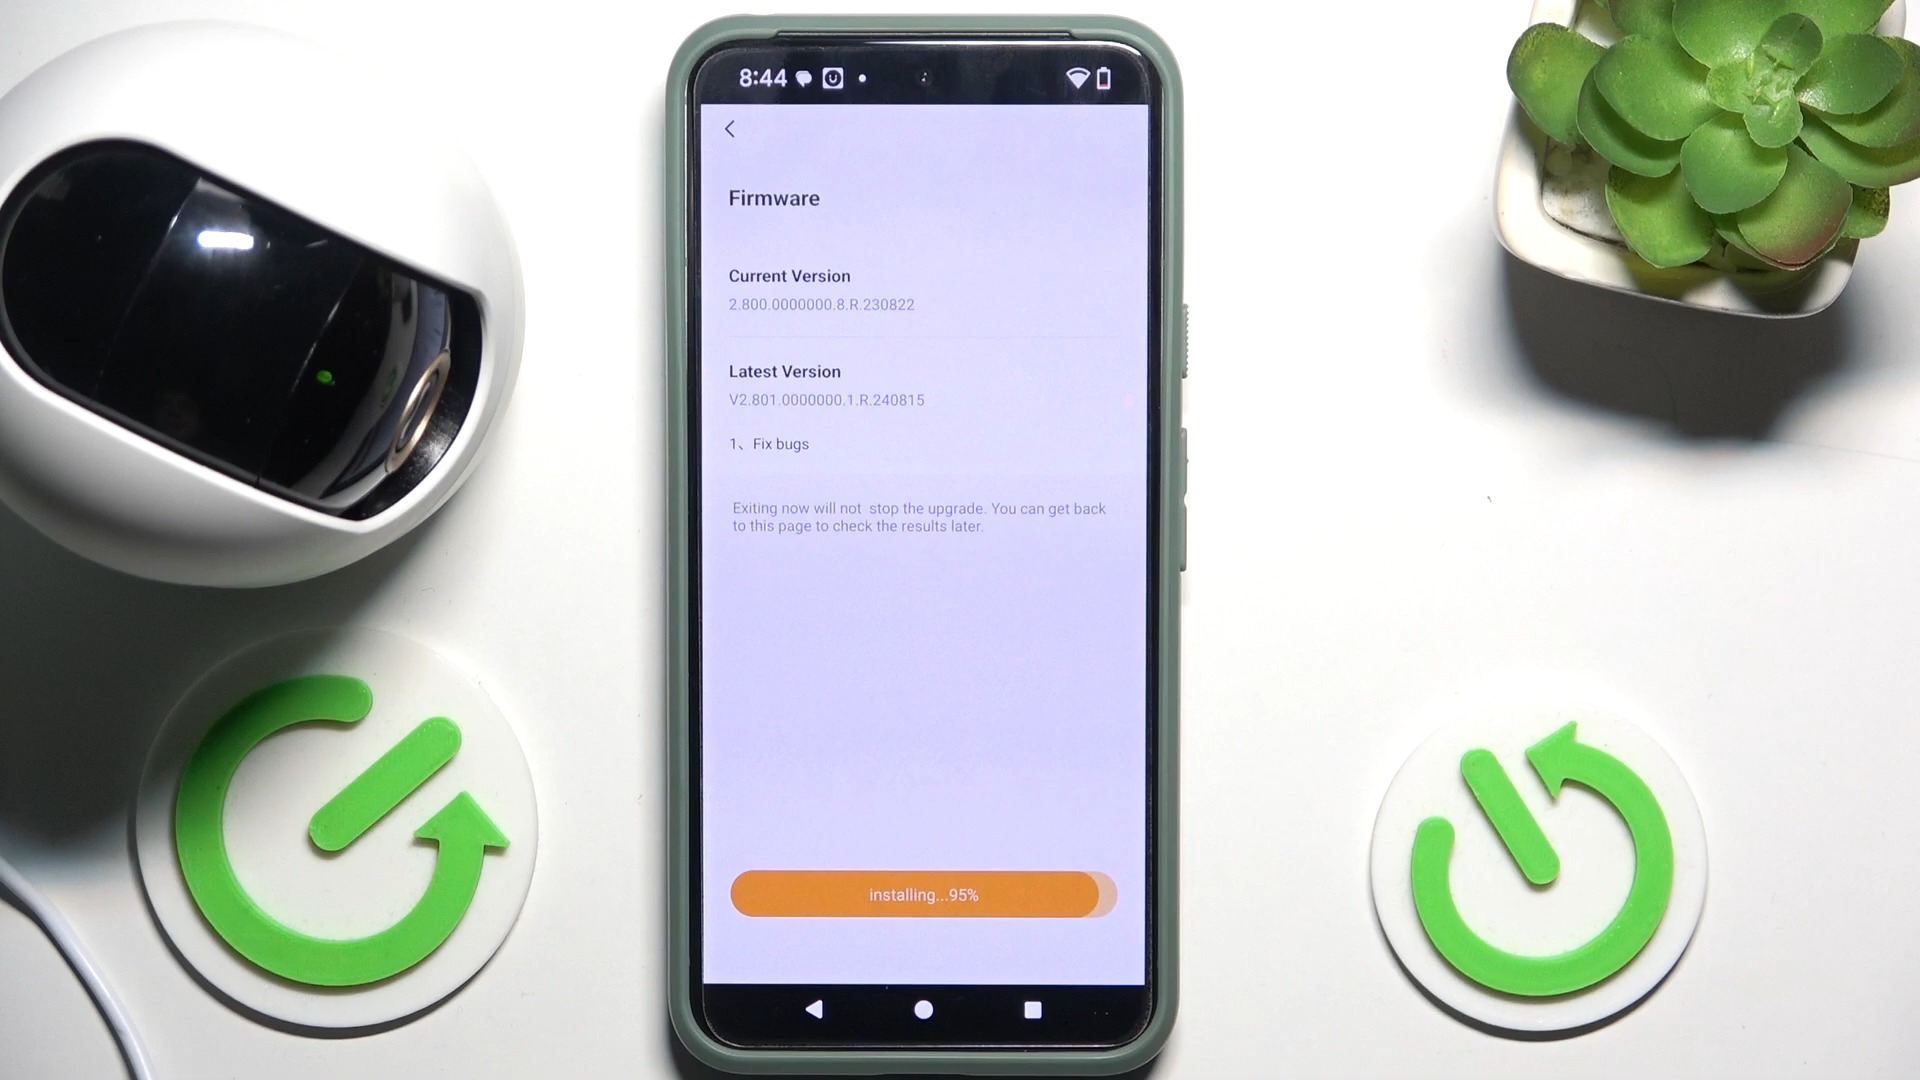 8:44
Firmware
Current Version
2.800.0000000.8.R.230822
Latest Version
V2.801.0000000.1.R.240815
1、Fix bugs
Exiting now will not  stop the upgrade. You can get back
to this page to check the results later.
installing...95%